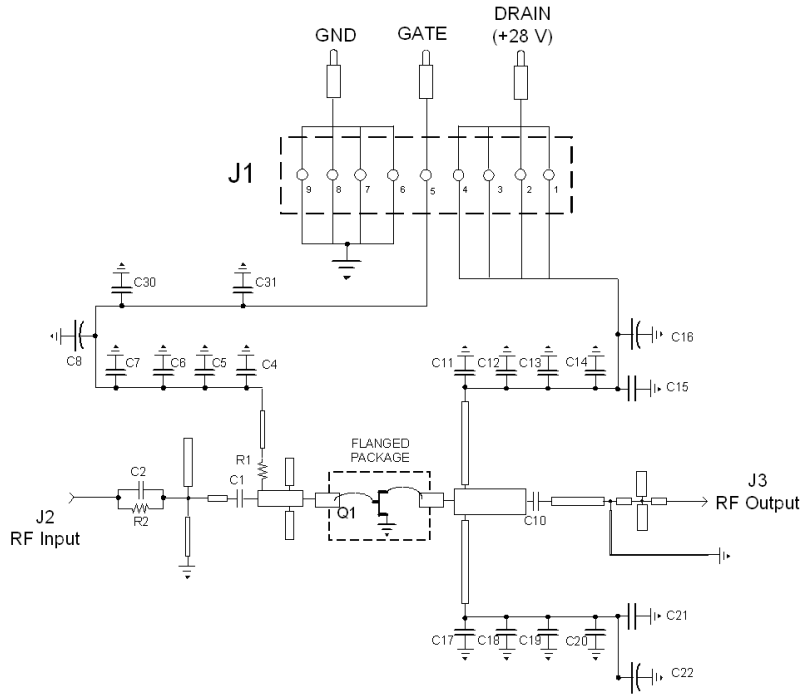 DRAIN
(+28 V)
GND
GATE
J1
9
8
7
6
5
4
3
2
1
C30
C31
C8
C16
C7
C6
C5
C4
C11
C12
C13
C14
C15
R1
FLANGED
PACKAGE
C2
C1
R2
Q1
C10
J2
RF Input
J3
RF Output
C17
C18
C19
C20
C21
C22